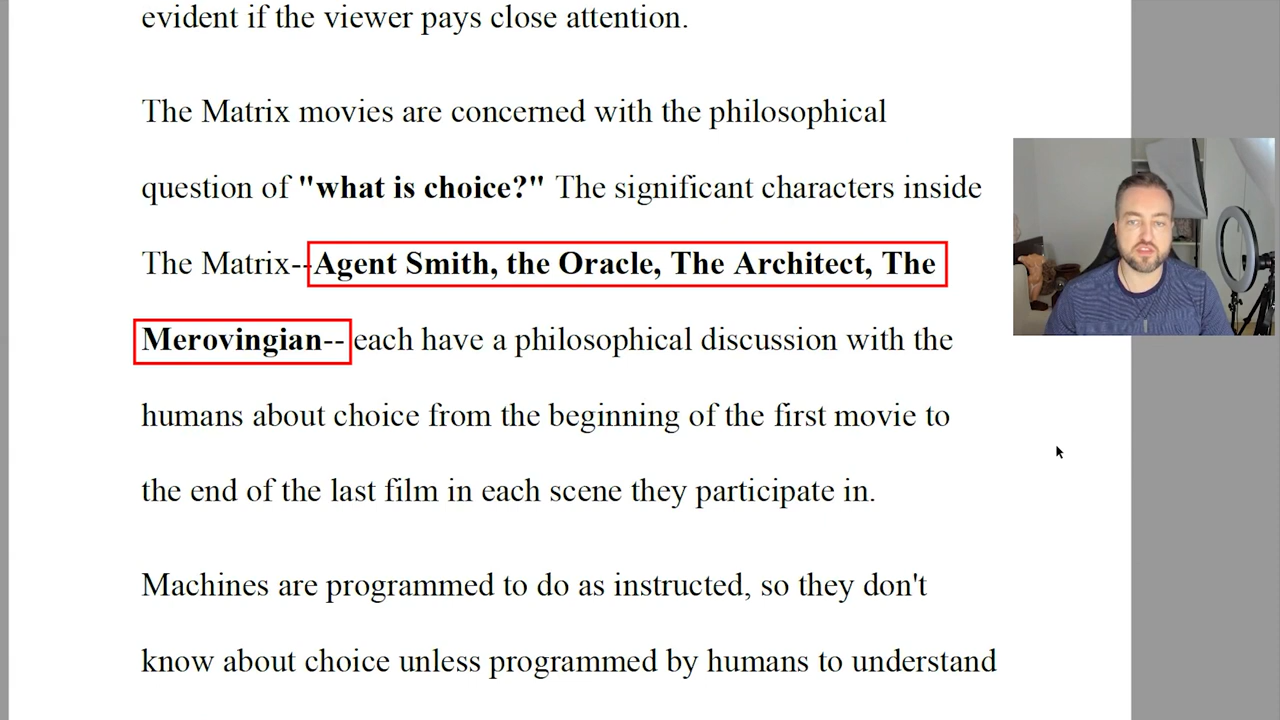 evident if the viewer pays close attention.
The Matrix movies are concerned with the philosophical
question of "what is choice?" The significant characters inside
The Matrix--Agent Smith, the Oracle, The Architect, The
Merovingian-- each have a philosophical discussion with the
humans about choice from the beginning of the first movie to
the end of the last film in each scene they participate in.
Machines are programmed to do as instructed, so they don't
know about choice unless programmed by humans to understand